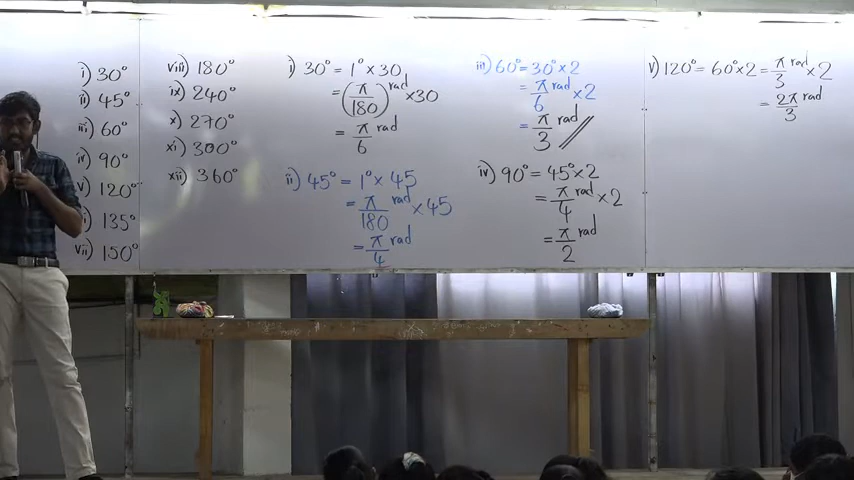 i) 30°
ii) 45°
iii) 60°
iv) 90°
v) 120°
i) 135°
vii) 150°
viii) 180°
ix) 240°
x) 270°
xi) 300°
xii) 360°
i) 30° = 1° × 30
= (π/180)^rad × 30
= π/6 rad
ii) 45° = 1° × 45
= π/180 rad × 45
= π/4 rad
iii) 60° = 30° × 2
= π/6 rad × 2
= π/3 rad
iv) 90° = 45° × 2
= π/4 rad × 2
= π/2 rad
v) 120° = 60° × 2 = π/3 rad × 2
= 2π/3 rad